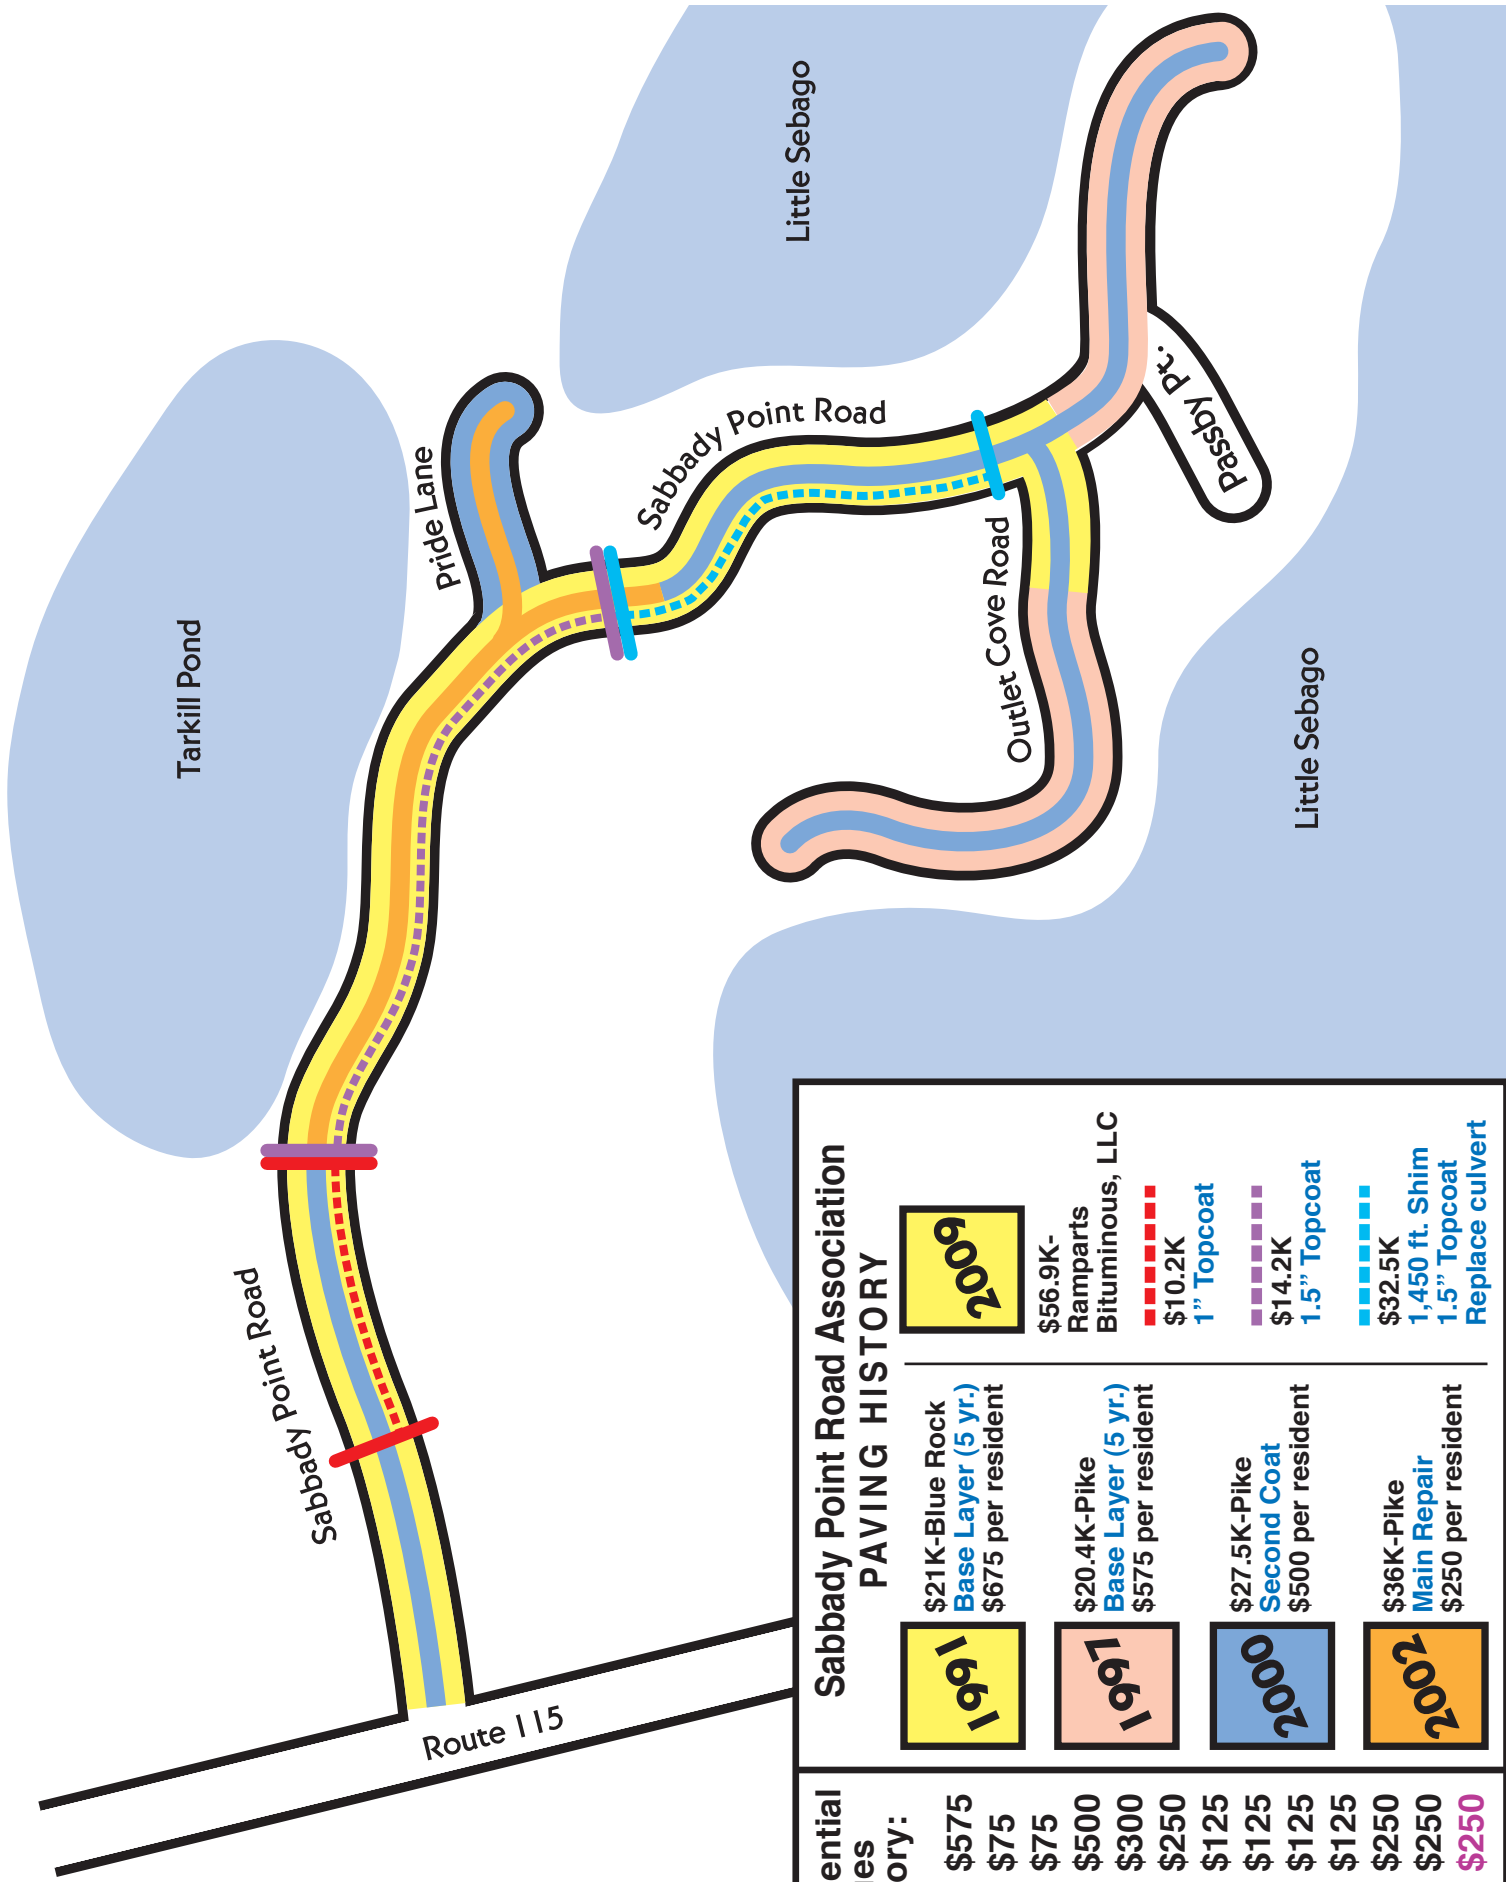 Tarkill Pond
Little Sebago
Pride Lane
Sabbady Point Road
Sabbady Point Road
Outlet Cove Road
Passby Pt.
Little Sebago
Route 115
Sabbady Point Road Association
PAVING HISTORY
1991
$21K-Blue Rock
Base Layer (5 yr.)
$675 per resident
1997
$20.4K-Pike
Base Layer (5 yr.)
$575 per resident
2000
$27.5K-Pike
Second Coat
$500 per resident
2002
$36K-Pike
Main Repair
$250 per resident
2009
$56.9K-
Ramparts
Bituminous, LLC
$10.2K
1” Topcoat
$14.2K
1.5” Topcoat
$32.5K
1,450 ft. Shim
1.5” Topcoat
Replace culvert
ential
es
ory:
$575
$75
$75
$500
$300
$250
$125
$125
$125
$125
$250
$250
$250